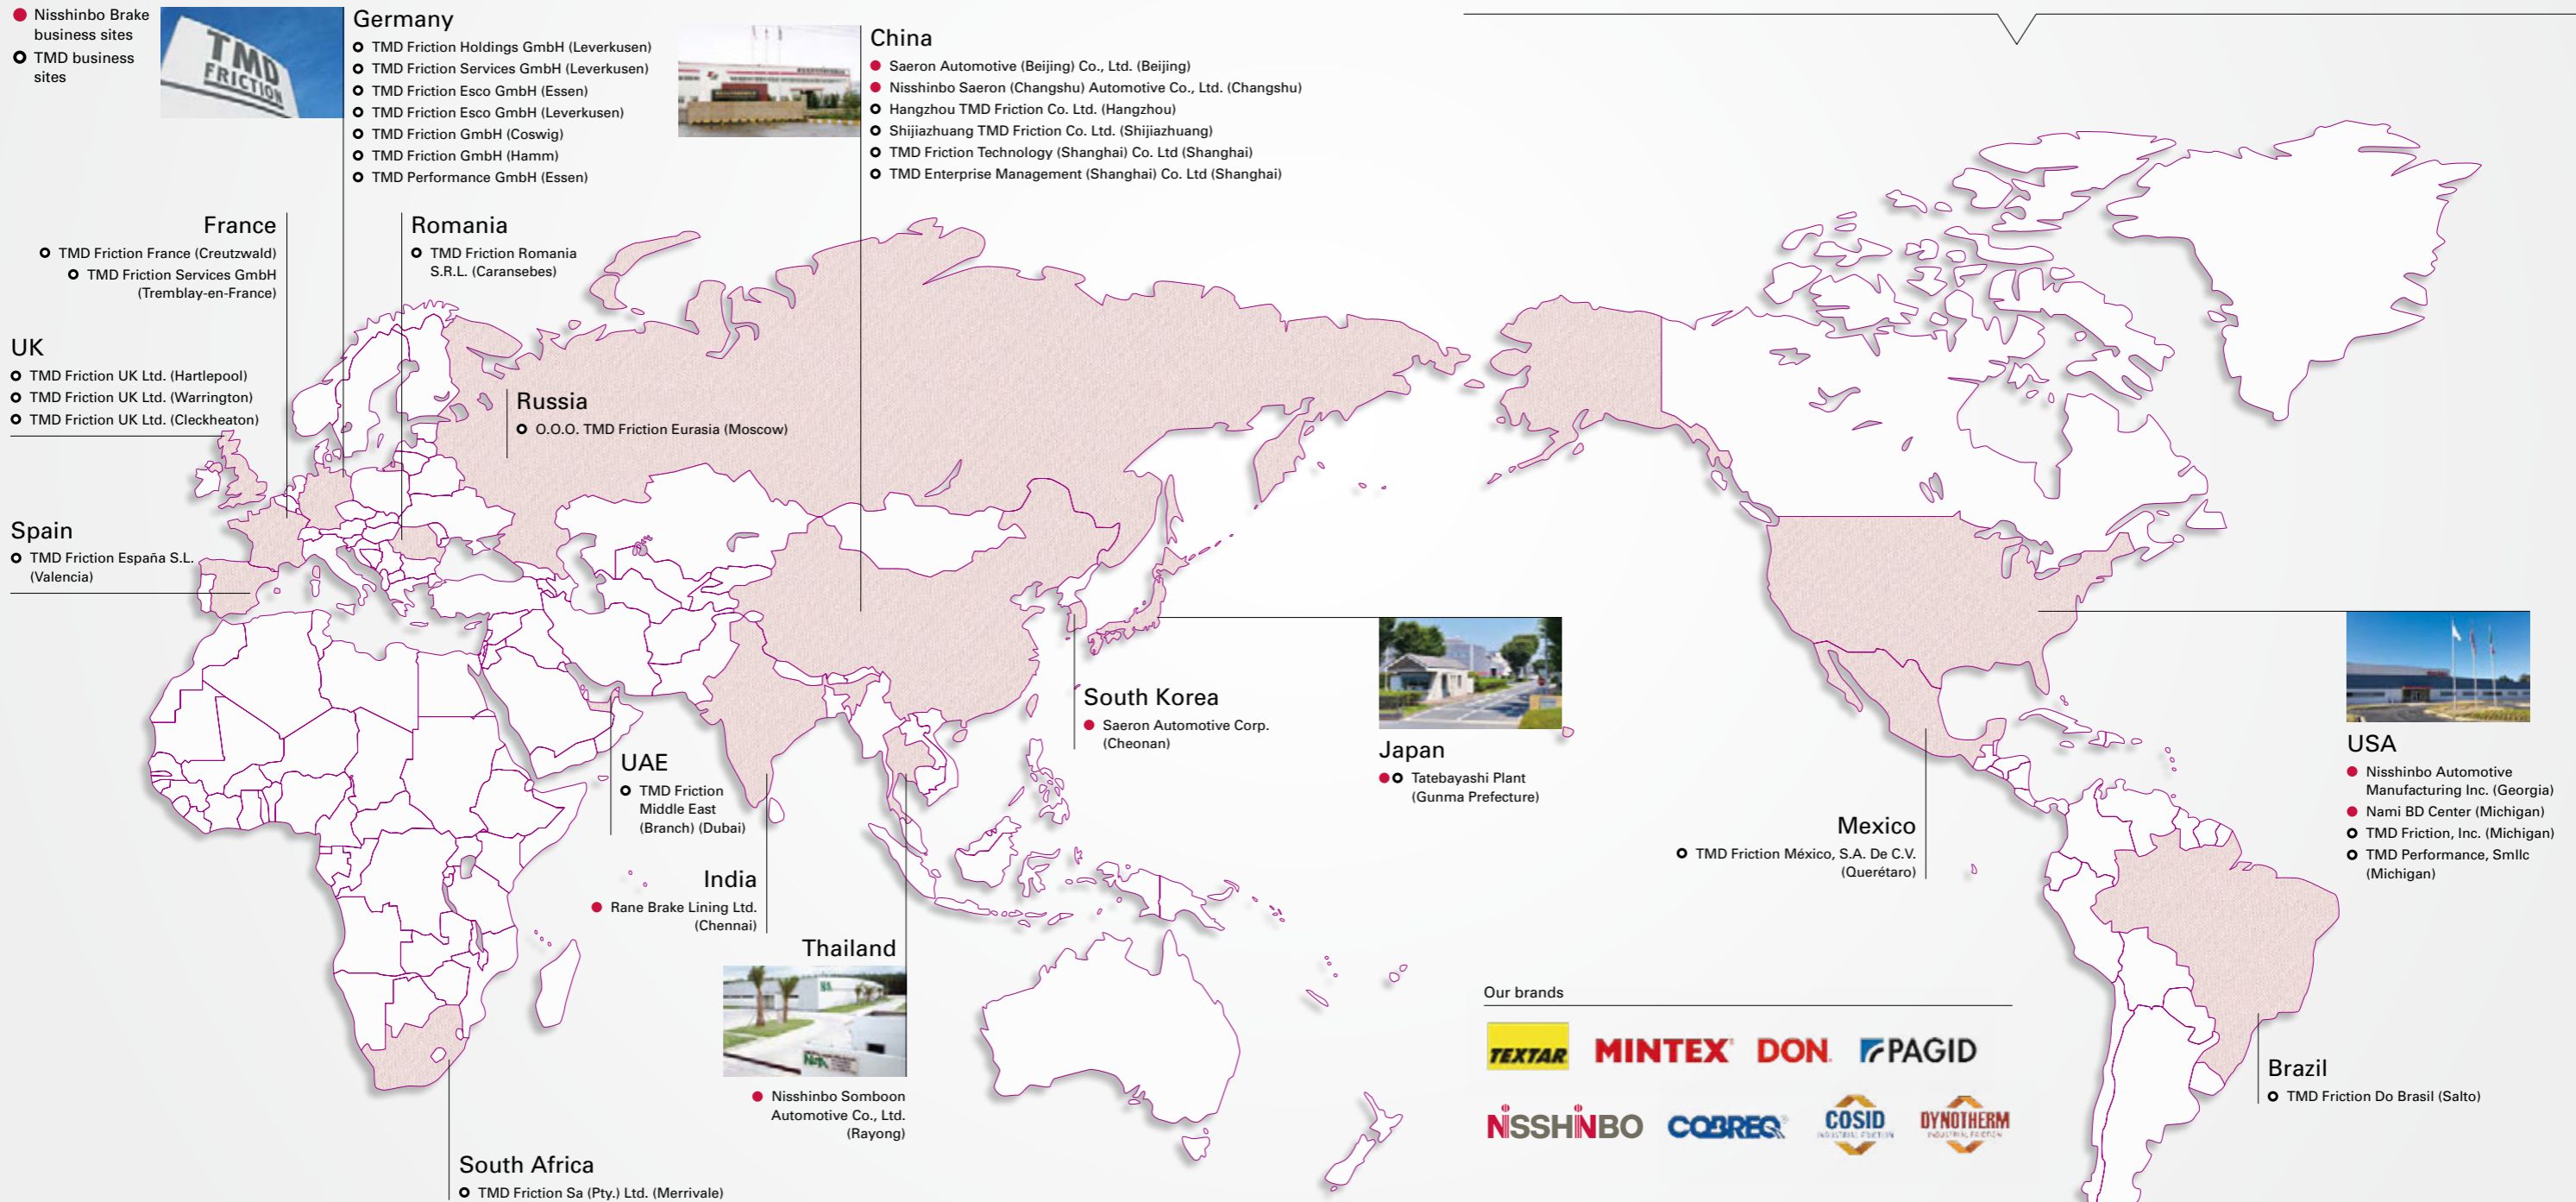 Nisshinbo Brake
business sites
TMD business
sites
TMD
FRICTION
Germany
TMD Friction Holdings GmbH (Leverkusen)
TMD Friction Services GmbH (Leverkusen)
TMD Friction Esco GmbH (Essen)
TMD Friction Esco GmbH (Leverkusen)
TMD Friction GmbH (Coswig)
TMD Friction GmbH (Hamm)
TMD Performance GmbH (Essen)
China
Saeron Automotive (Beijing) Co., Ltd. (Beijing)
Nisshinbo Saeron (Changshu) Automotive Co., Ltd. (Changshu)
Hangzhou TMD Friction Co. Ltd. (Hangzhou)
Shijiazhuang TMD Friction Co. Ltd. (Shijiazhuang)
TMD Friction Technology (Shanghai) Co. Ltd (Shanghai)
TMD Enterprise Management (Shanghai) Co. Ltd (Shanghai)
France
TMD Friction France (Creutzwald)
TMD Friction Services GmbH
(Tremblay-en-France)
Romania
TMD Friction Romania
S.R.L. (Caransebes)
UK
TMD Friction UK Ltd. (Hartlepool)
TMD Friction UK Ltd. (Warrington)
TMD Friction UK Ltd. (Cleckheaton)
Russia
O.O.O. TMD Friction Eurasia (Moscow)
Spain
TMD Friction España S.L.
(Valencia)
South Korea
Saeron Automotive Corp.
(Cheonan)
Japan
Tatebayashi Plant
(Gunma Prefecture)
USA
Nisshinbo Automotive
Manufacturing Inc. (Georgia)
Nami BD Center (Michigan)
TMD Friction, Inc. (Michigan)
TMD Performance, Smllc
(Michigan)
UAE
TMD Friction
Middle East
(Branch) (Dubai)
Mexico
TMD Friction México, S.A. De C.V.
(Querétaro)
India
Rane Brake Lining Ltd.
(Chennai)
Thailand
Nisshinbo Somboon
Automotive Co., Ltd.
(Rayong)
Our brands
TEXTAR MINTEX DON PAGID
NISSHINBO COBREQ COSID
INDUSTRIAL FRICTION
DYNOTHERM
INDUSTRIAL FRICTION
Brazil
TMD Friction Do Brasil (Salto)
South Africa
TMD Friction Sa (Pty.) Ltd. (Merrivale)